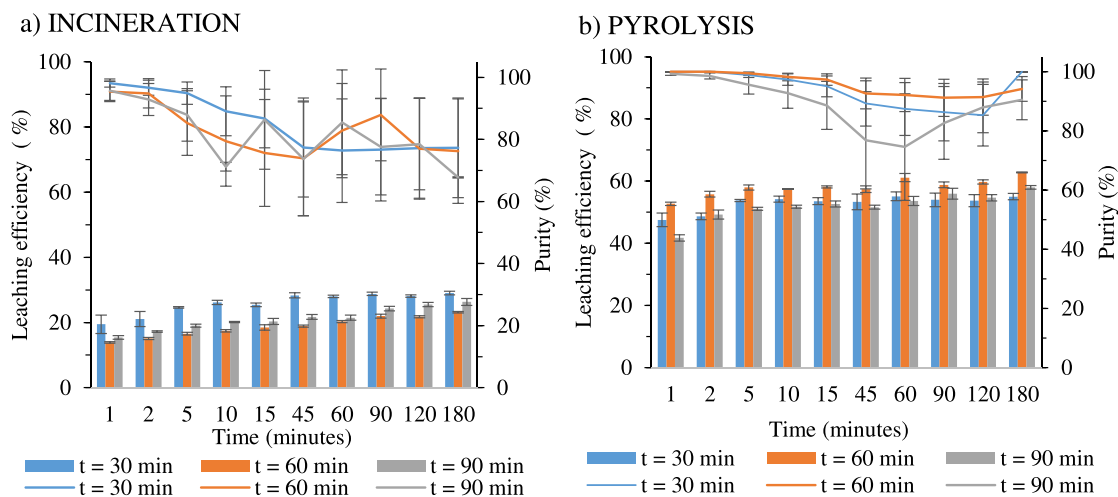 a) INCINERATION
100
80
60
40
20
0
Leaching efficiency ( %)
100
80
60
40
20
0
Purity (%)
1 2 5 10 15 45 60 90 120 180
Time (minutes)
t = 30 min t = 60 min t = 90 min
t = 30 min t = 60 min t = 90 min
b) PYROLYSIS
100
80
60
40
20
0
Leaching efficiency ( %)
100
80
60
40
20
0
Purity (%)
1 2 5 10 15 45 60 90 120 180
Time (minutes)
t = 30 min t = 60 min t = 90 min
t = 30 min t = 60 min t = 90 min